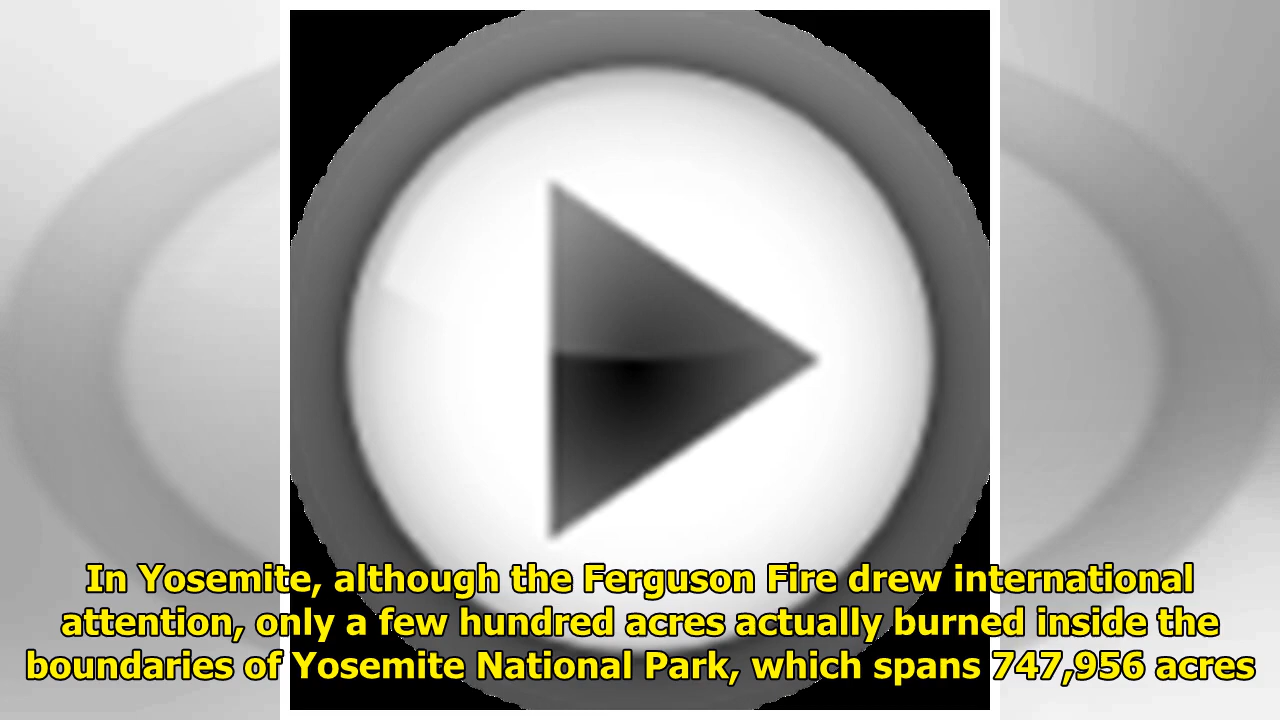 In Yosemite, although the Ferguson Fire drew international
attention, only a few hundred acres actually burned inside the
boundaries of Yosemite National Park, which spans 747,956 acres